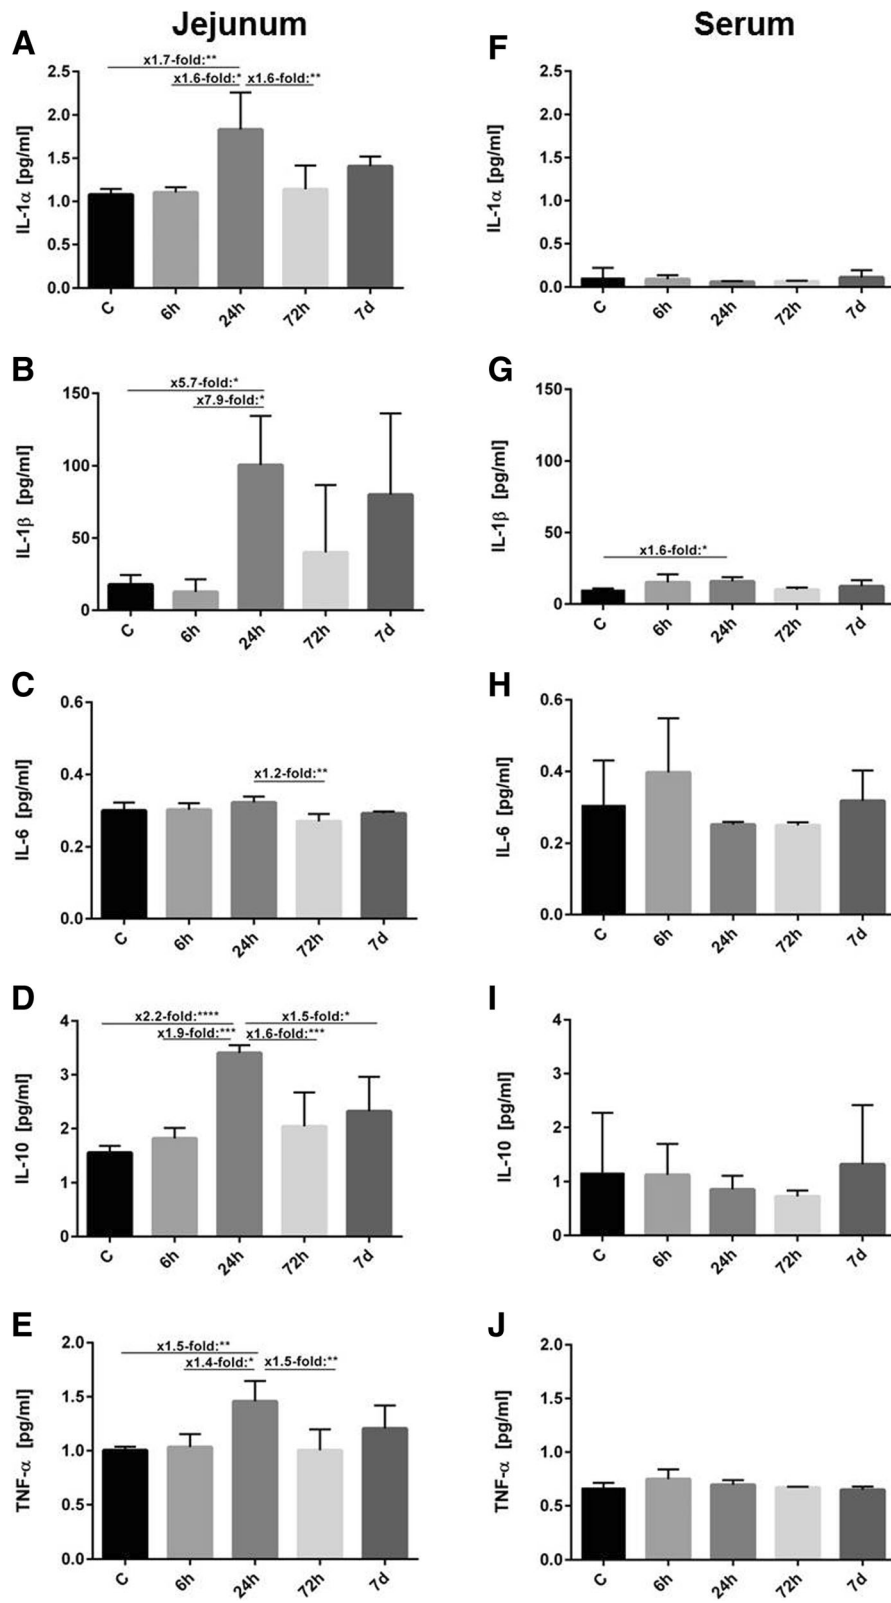 Jejunum
A
x1.7-fold:**
x1.6-fold:* x1.6-fold:**
IL-1α [pg/ml]
2.5
2.0
1.5
1.0
0.5
0.0
C 6h 24h 72h 7d
B
x5.7-fold:*
x7.9-fold:*
IL-1β [pg/ml]
150
100
50
0
C 6h 24h 72h 7d
C
x1.2-fold:**
IL-6 [pg/ml]
0.6
0.4
0.2
0.0
C 6h 24h 72h 7d
D
x2.2-fold:**** x1.5-fold:*
x1.9-fold:*** x1.6-fold:***
IL-10 [pg/ml]
4
3
2
1
0
C 6h 24h 72h 7d
E
x1.5-fold:**
x1.4-fold:* x1.5-fold:**
TNF-α [pg/ml]
2.0
1.5
1.0
0.5
0.0
C 6h 24h 72h 7d
Serum
F
IL-1α [pg/ml]
2.5
2.0
1.5
1.0
0.5
0.0
C 6h 24h 72h 7d
G
x1.6-fold:*
IL-1β [pg/ml]
150
100
50
0
C 6h 24h 72h 7d
H
IL-6 [pg/ml]
0.6
0.4
0.2
0.0
C 6h 24h 72h 7d
I
IL-10 [pg/ml]
4
3
2
1
0
C 6h 24h 72h 7d
J
TNF-α [pg/ml]
2.0
1.5
1.0
0.5
0.0
C 6h 24h 72h 7d